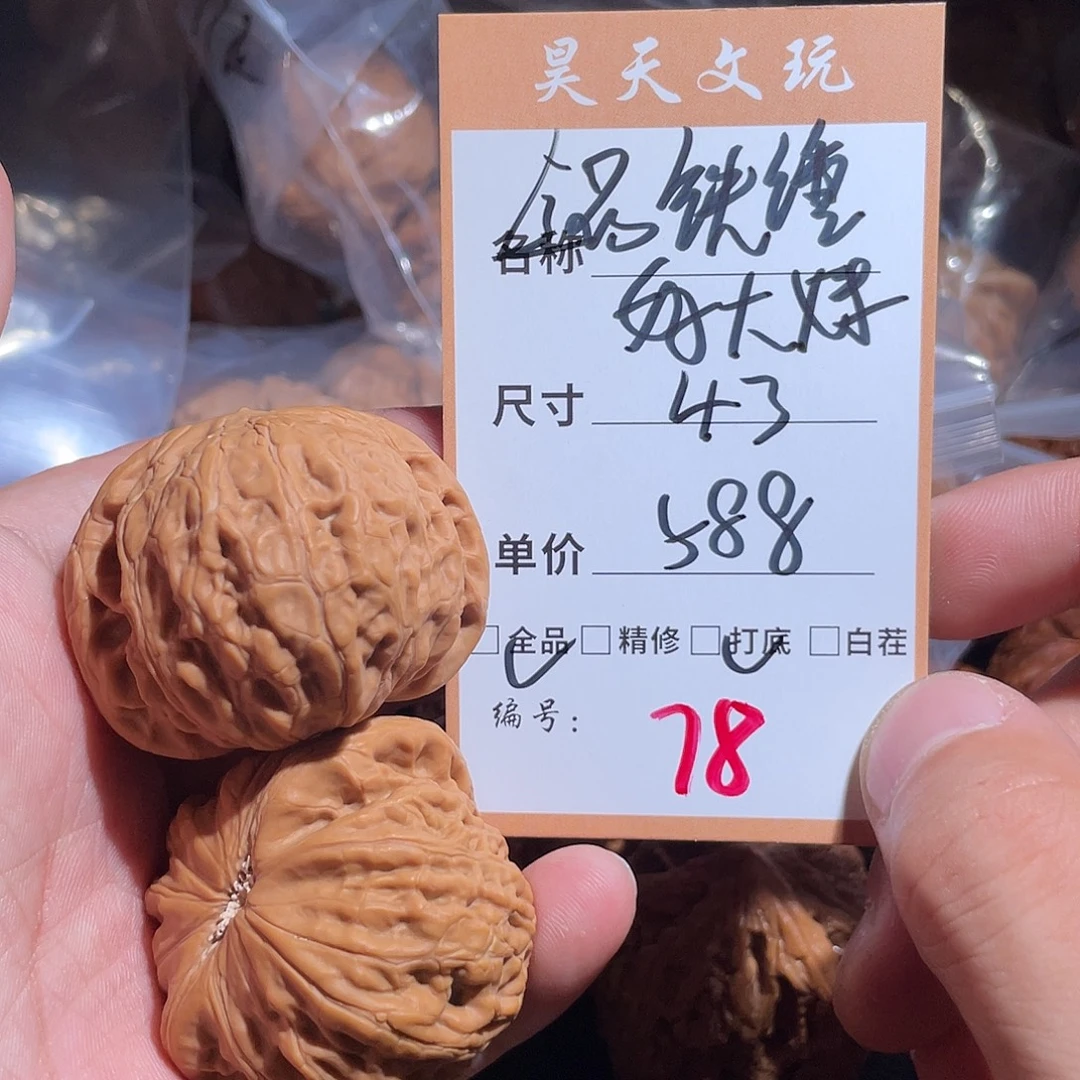 昊天文玩
名称 锅铁缠
好大怪
尺寸 43
单价 588
□全品 □精修 □打底 □白茬
编号: 78